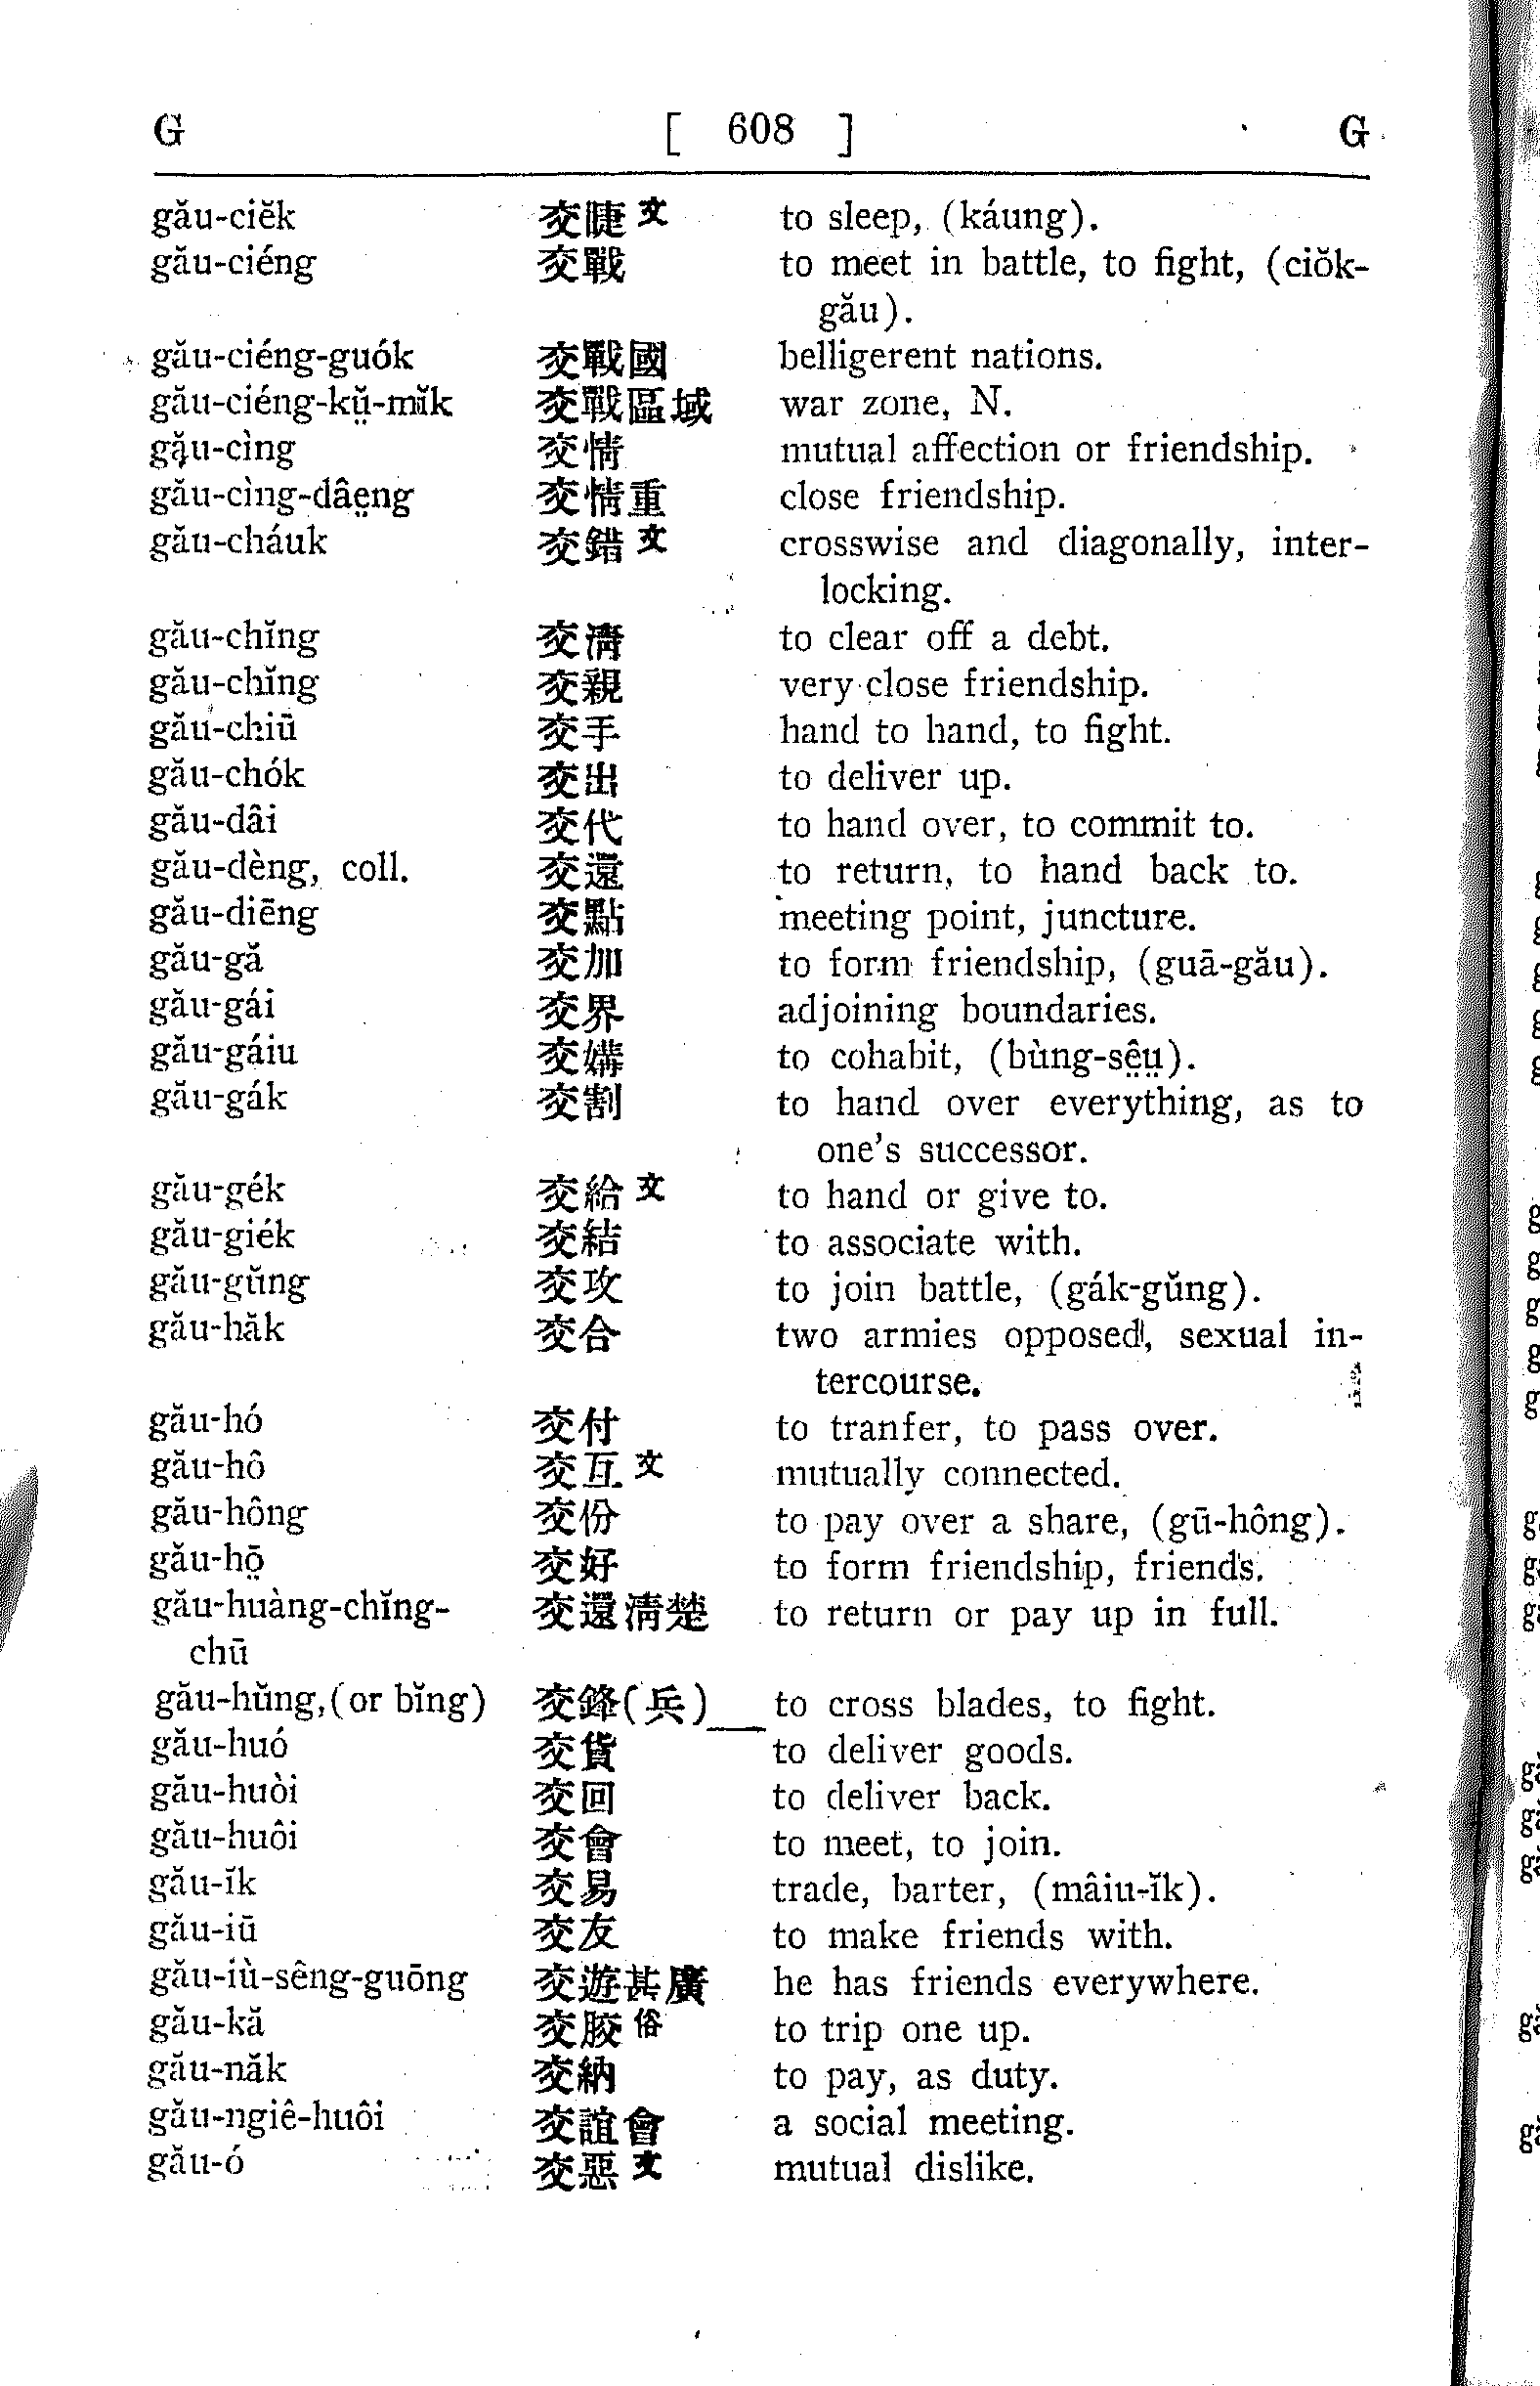 G [ 608 ] G
gău-ciĕk 交睫文 to sleep, (káung).
gău-ciéng 交戰 to meet in battle, to fight, (ciŏk-
gău).
gău-ciéng-guók 交戰國 belligerent nations.
gău-ciéng-kṳ̆-mĭk 交戰區域 war zone, N.
gău-cìng 交情 mutual affection or friendship.
gău-cìng-dâe̤ng 交情重 close friendship.
gău-cháuk 交錯文 crosswise and diagonally, inter-
locking.
gău-chĭng 交淸 to clear off a debt.
gău-chĭng 交親 very close friendship.
gău-chiū 交手 hand to hand, to fight.
gău-chók 交出 to deliver up.
gău-dâi 交代 to hand over, to commit to.
gău-dèng, coll. 交還 to return, to hand back to.
gău-diēng 交點 meeting point, juncture.
gău-gă 交加 to form friendship, (guā-gău).
gău-gái 交界 adjoining boundaries.
gău-gáiu 交媾 to cohabit, (bùng-sê̤ṳ).
gău-gák 交割 to hand over everything, as to
one's successor.
gău-gék 交給文 to hand or give to.
gău-giék 交結 to associate with.
gău-gŭng 交攻 to join battle, (gák-gŭng).
gău-hăk 交合 two armies opposed, sexual in-
tercourse.
gău-hó 交付 to tranfer, to pass over.
gău-hô 交互文 mutually connected.
gău-hông 交份 to pay over a share, (gū-hông).
gău-hō̤ 交好 to form friendship, friends.
gău-huàng-chĭng- 交還淸楚 to return or pay up in full.
chū
gău-hŭng,(or bĭng) 交鋒(兵) to cross blades, to fight.
gău-huó 交貨 to deliver goods.
gău-huòi 交回 to deliver back.
gău-huôi 交會 to meet, to join.
gău-ĭk 交易 trade, barter, (mâiu-ĭk).
gău-iū 交友 to make friends with.
gău-iù-sêng-guōng 交遊甚廣 he has friends everywhere.
gău-kă 交骹俗 to trip one up.
gău-năk 交納 to pay, as duty.
gău-ngiê-huôi 交誼會 a social meeting.
gău-ó 交惡文 mutual dislike.